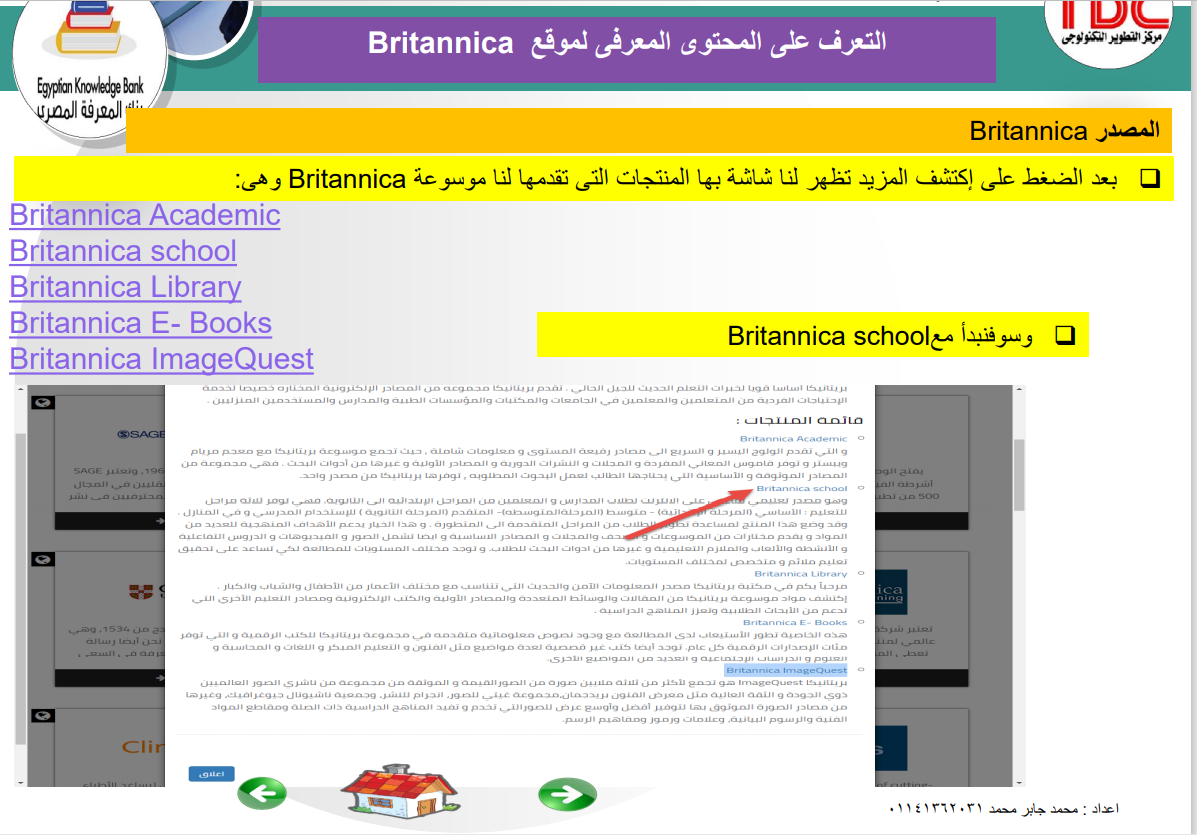 التعرف على المحتوى المعرفى لموقع Britannica
TDC
مركز التطوير التكنولوجى
Egyptian Knowledge Bank
بنك المعرفة المصري
المصدر Britannica
بعد الضغط على إكتشف المزيد تظهر لنا شاشة بها المنتجات التى تقدمها لنا موسوعة Britannica وهى:
Britannica Academic
Britannica school
Britannica Library
Britannica E- Books
Britannica ImageQuest
وسوفنبدأ معBritannica school
بريتانيكا أساسا قويا لخبرات التعلم الحديث للجيل الحالي . تقدم بريتانيكا مجموعة من المصادر الإلكترونية المختارة خصيصا لخدمة
الإحتياجات الفردية من المتعلمين والمعلمين في الجامعات والمكتبات والمؤسسات الطبية والمدارس والمستخدمين المنزليين .
قائمة المنتجات :
Britannica Academic
و التي تقدم الولوج اليسير و السريع الى مصادر رفيعة المستوى و معلومات شاملة , حيث تجمع موسوعة بريتانيكا مع معجم مريام
ويبستر و توفر قاموس المعاني المفردة و المجلات و النشرات الدورية و المصادر الأولية و غيرها من أدوات البحث . فهي مجموعة من
المصادر الموثوقة و الأساسية التي يحتاجها الطالب لعمل البحوث المطلوبة , توفرها بريتانيكا من مصدر واحد.
Britannica school
وهو مصدر تعليمي على الانترنت لطلاب المدارس و المعلمين من المراحل الإبتدائية الى الثانوية. فهي توفر ثلاثة مراحل
للتعليم : الأساسي (المرحلة الإبتدائية) - متوسط (المرحلةالمتوسطة)- المتقدم (المرحلة الثانوية ) للإستخدام المدرسي و في المنازل .
وقد وضع هذا المنتج لمساعدة تطوير الطلاب من المراحل المتقدمة الى المتطورة . و هذا الخيار يدعم الأهداف المنهجية للعديد من
المواد و يقدم مختارات من الموسوعات و الصحف والمجلات و المصادر الاساسية و ايضا تشمل الصور و الفيديوهات و الدروس التفاعلية
و الأنشطة والألعاب والملازم التعليمية و غيرها من ادوات البحث للطلاب. و توجد مختلف المستويات للمطالعة لكي تساعد على تحقيق
تعليم ملائم و متخصص لمختلف المستويات.
Britannica Library
مرحباً بكم في مكتبة بريتانيكا مصدر المعلومات الآمن والحديث التي تتناسب مع مختلف الأعمار من الأطفال والشباب والكبار .
إكتشف مواد موسوعة بريتانيكا من المقالات والوسائط المتعددة والمصادر الأولية والكتب الإلكترونية ومصادر التعليم الأخرى التي
تدعم من الأبحاث الطلابية وتعزز المناهج الدراسية .
Britannica E- Books
هذه الخاصية تطور الأستيعاب لدى المطالعة مع وجود نصوص معلوماتية متقدمة في مجموعة بريتانيكا للكتب الرقمية و التي توفر
مئات الإصدارات الرقمية كل عام. توجد أيضا كتب غير قصصية لعدة مواضيع مثل الفنون و التعليم المبكر و اللغات و المحاسبة و
العلوم و الدراسات الإجتماعية و العديد من المواضيع الأخرى.
Britannica ImageQuest
بريتانيكا ImageQuest هو تجمع لأكثر من ثلاثة ملايين صورة من الصورالقيمة و الموثقة من مجموعة من ناشري الصور العالميين
ذوي الجودة و الثقة العالية مثل معرض الفنون بريدجمان,مجموعة غيتي للصور, انجرام للنشر, وجمعية ناشيونال جيوغرافيك, وغيرها
من مصادر الصورة الموثوق بها لتوفير أفضل وأوسع عرض للصورالتي تخدم و تفيد المناهج الدراسية ذات الصلة ومقاطع المواد
الفنية والرسوم البيانية, وعلامات ورموز ومفاهيم الرسم.
اغلاق
SAGE
Clin
اعداد : محمد جابر محمد ٠١١٤١٣٦٢٠٣١